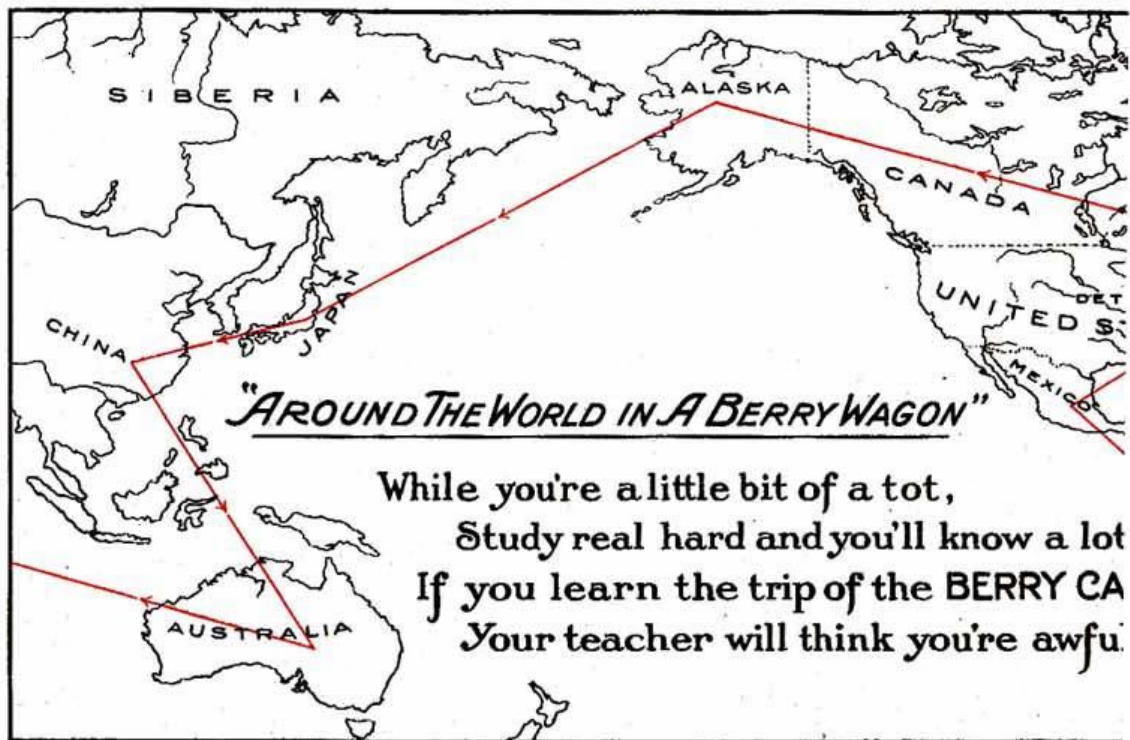 SIBERIA
ALASKA
CANADA
UNITED S
DET
MEXICO
CHINA
JAPAN
"AROUND THE WORLD IN A BERRY WAGON"
While you're a little bit of a tot,
Study real hard and you'll know a lot
If you learn the trip of the BERRY CA
Your teacher will think you're awfu
AUSTRALIA